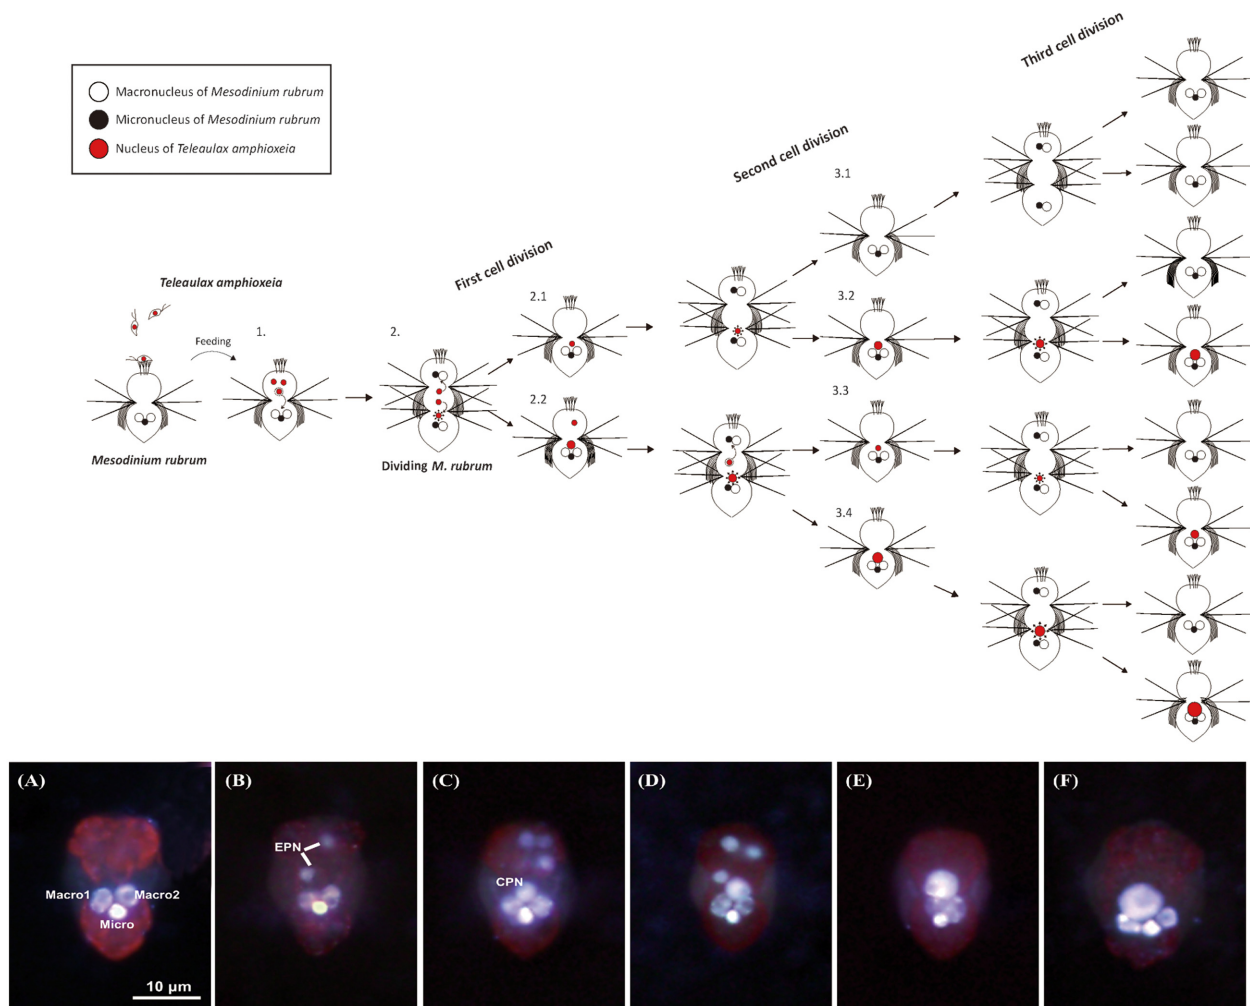 Macronucleus of Mesodinium rubrum
Micronucleus of Mesodinium rubrum
Nucleus of Teleaulax amphioxeia
Third cell division
Second cell division
First cell division
3.1
Teleaulax amphioxeia
Feeding
1.
2.
2.1
3.2
2.2
3.3
Mesodinium rubrum
Dividing M. rubrum
3.4
(A)
(B)
(C)
(D)
(E)
(F)
EPN
CPN
Macro1
Macro2
Micro
10 µm